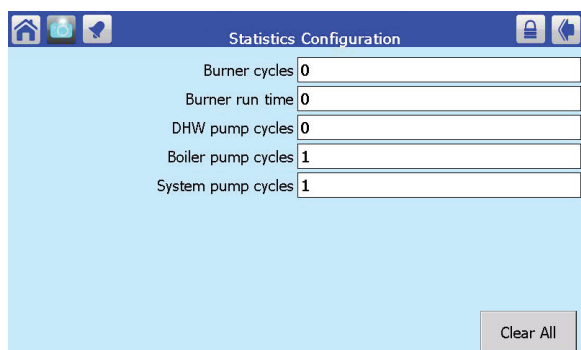 Statistics Configuration
Burner cycles 0
Burner run time 0
DHW pump cycles 0
Boiler pump cycles 1
System pump cycles 1
Clear All